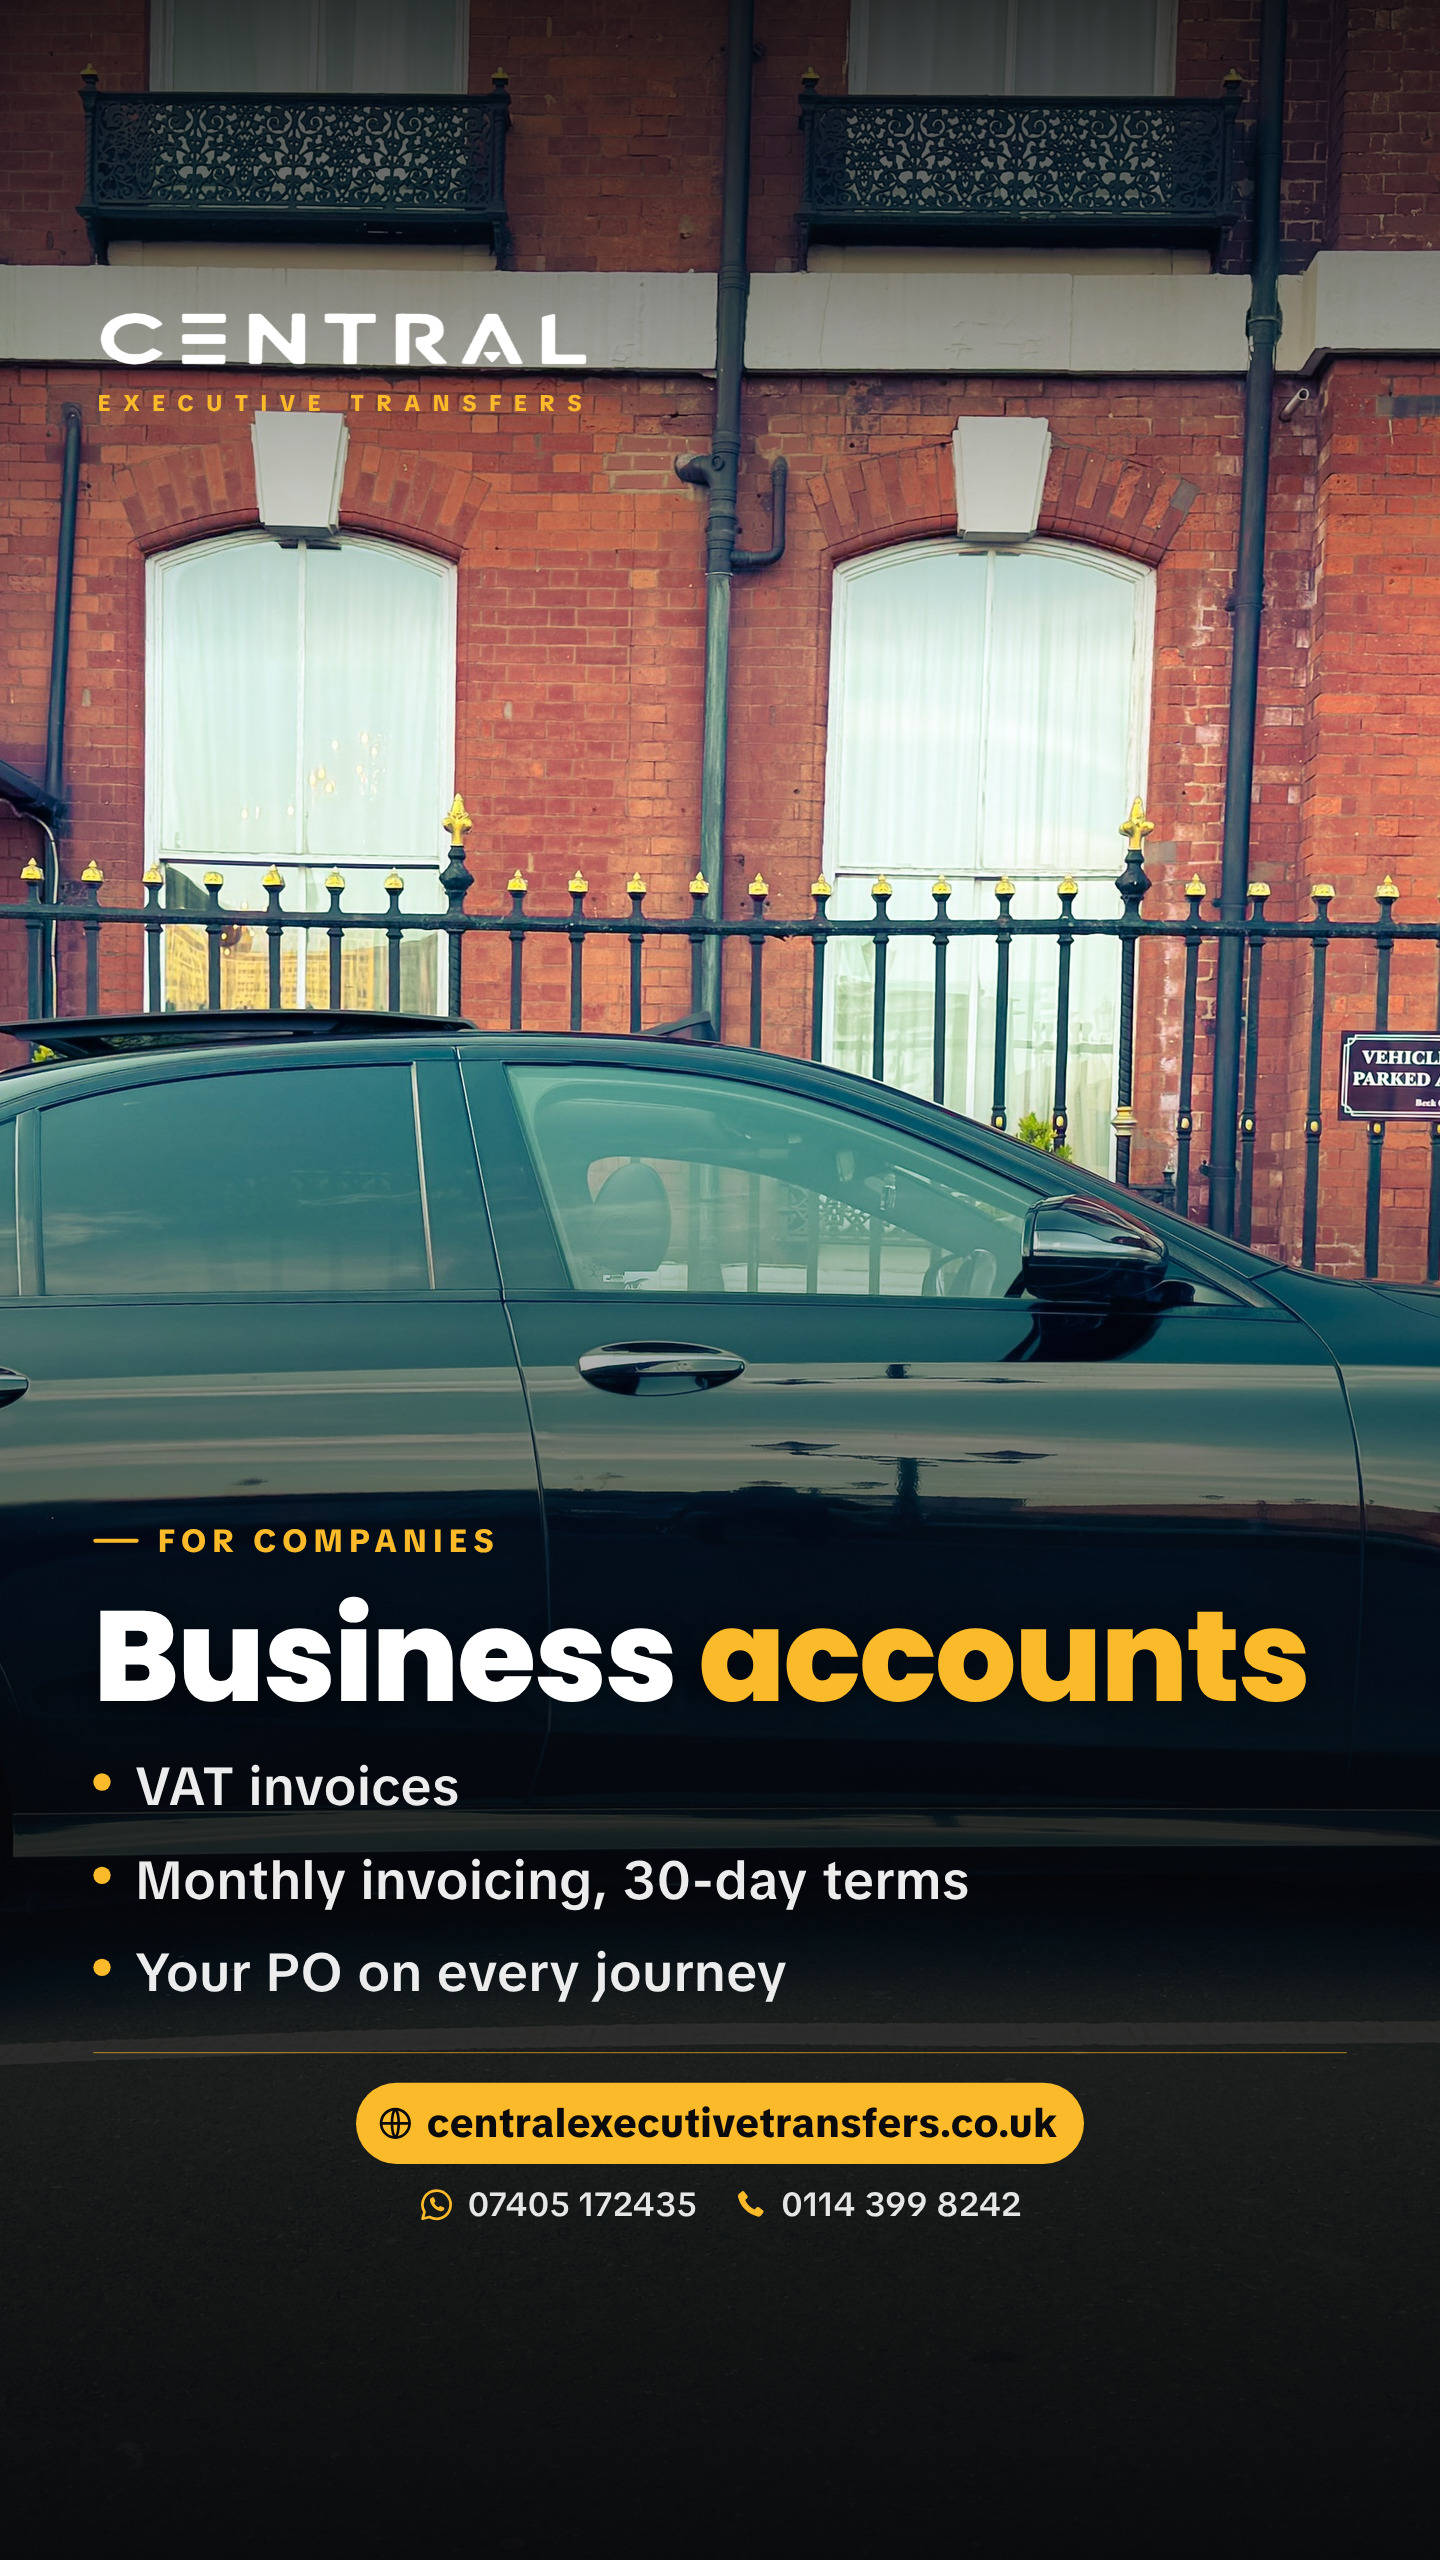 CENTRAL
EXECUTIVE TRANSFERS
VEHICL
PARKED
FOR COMPANIES
Business accounts
VAT invoices
Monthly invoicing, 30-day terms
Your PO on every journey
centralexecutivetransfers.co.uk
07405 172435 0114 399 8242